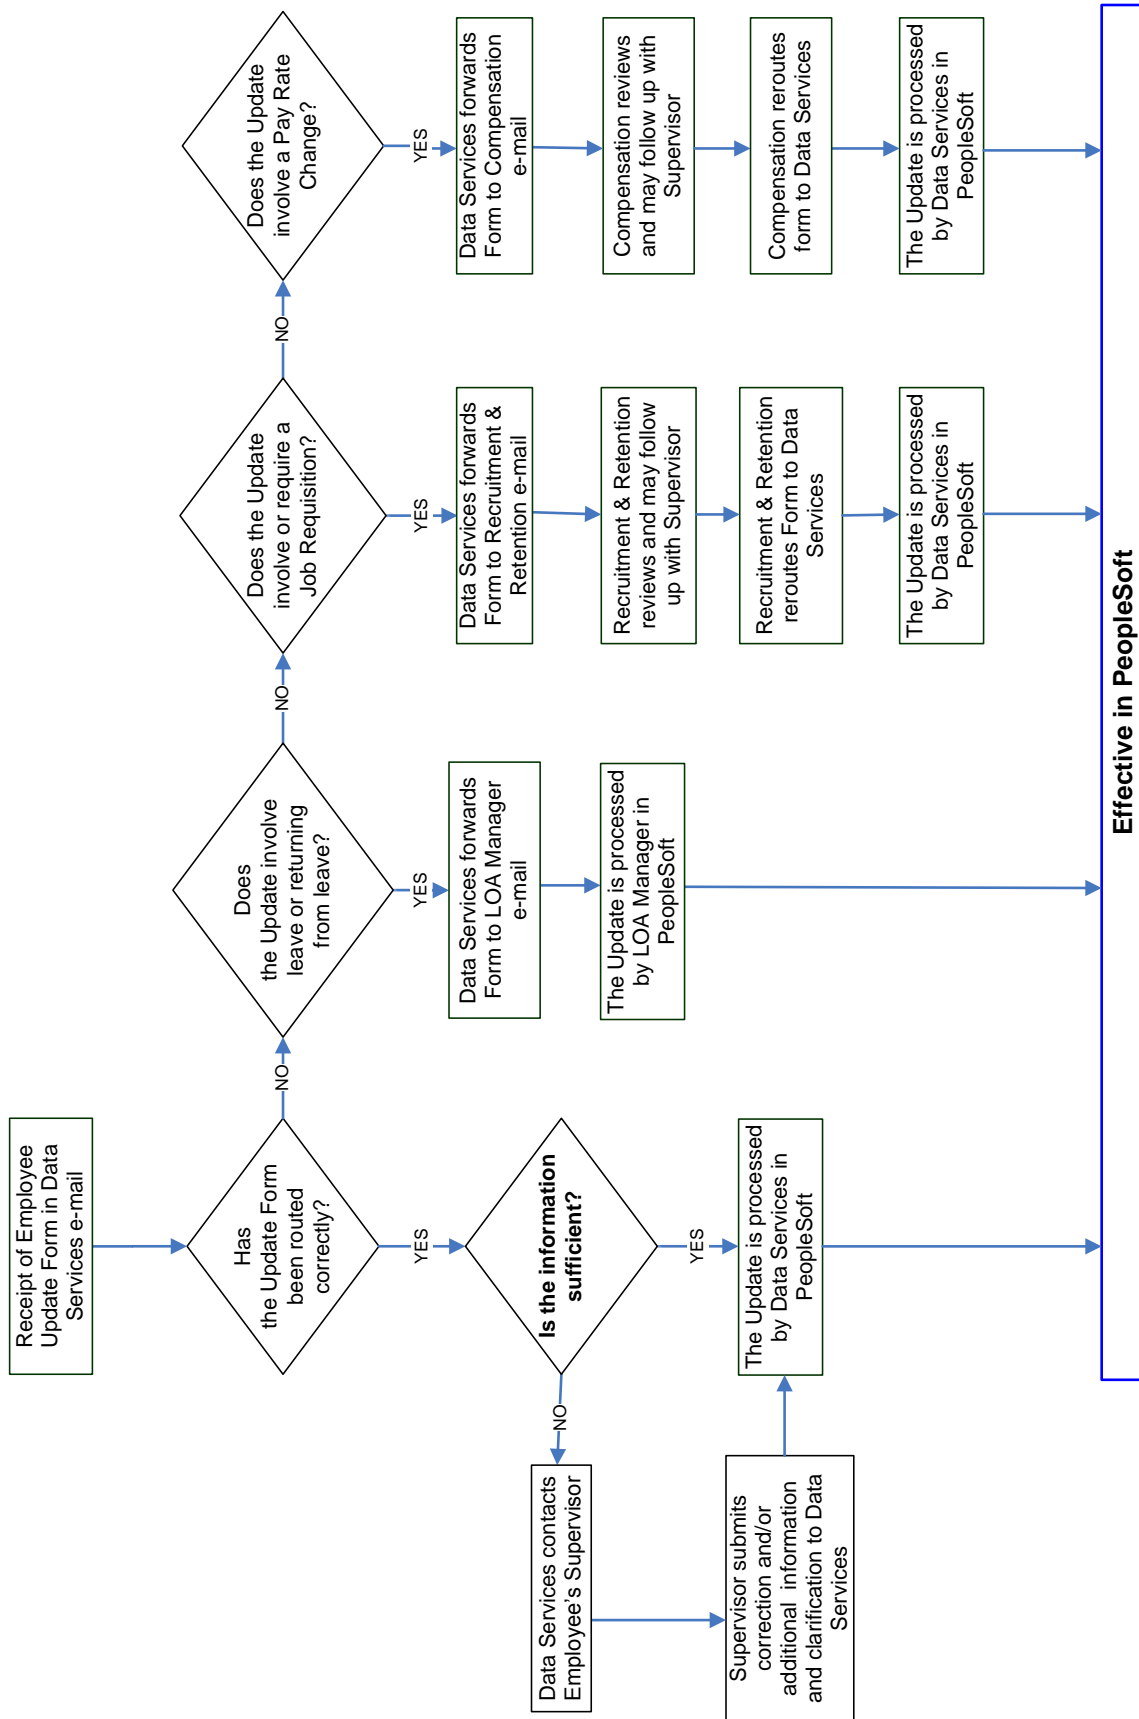 Receipt of Employee
Update Form in Data
Services e-mail
Has
the Update Form
been routed
correctly?
NO
Does
the Update involve
leave or returning
from leave?
NO
Does the Update
involve or require a
Job Requisition?
NO
Does the Update
involve a Pay Rate
Change?
YES
YES
YES
YES
Is the information
sufficient?
Data Services forwards
Form to LOA Manager
e-mail
Data Services forwards
Form to Recruitment &
Retention e-mail
Data Services forwards
Form to Compensation
e-mail
NO
YES
Data Services contacts
Employee's Supervisor
The Update is processed
by LOA Manager in
PeopleSoft
Recruitment & Retention
reviews and may follow
up with Supervisor
Compensation reviews
and may follow up with
Supervisor
Supervisor submits
correction and/or
additional information
and clarification to Data
Services
The Update is processed
by Data Services in
PeopleSoft
Recruitment & Retention
reroutes Form to Data
Services
Compensation reroutes
form to Data Services
The Update is processed
by Data Services in
PeopleSoft
The Update is processed
by Data Services in
PeopleSoft
Effective in PeopleSoft